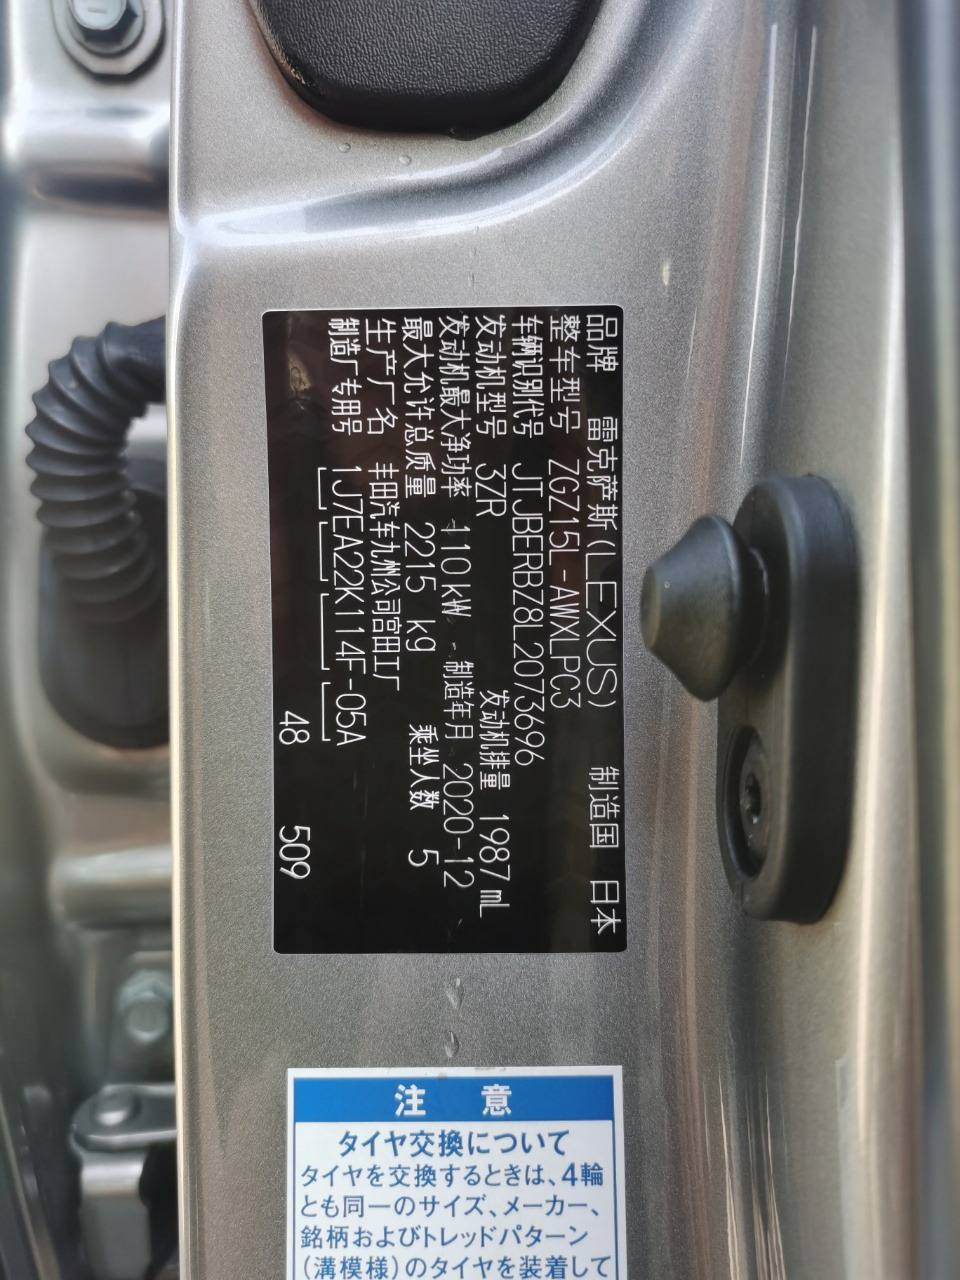 品牌 雷克萨斯(LEXUS) 制造国 日本
整车型号 ZGZ15L-AWXLPC3
车辆识别代号 JTJBERBZ8L2073696
发动机型号 3ZR 发动机排量 1987 mL
发动机最大净功率 110 kW - 制造年月 2020-12
最大允许总质量 2215 kg 乘坐人数 5
生产厂名 丰田汽车九州公司宫田工厂
制造厂专用号 1J7EA22K114F-05A
48 509
注 意
タイヤ交換について
タイヤを交換するときは、4輪
とも同一のサイズ、メーカー、
銘柄およびトレッドパターン
(溝模様)のタイヤを装着して